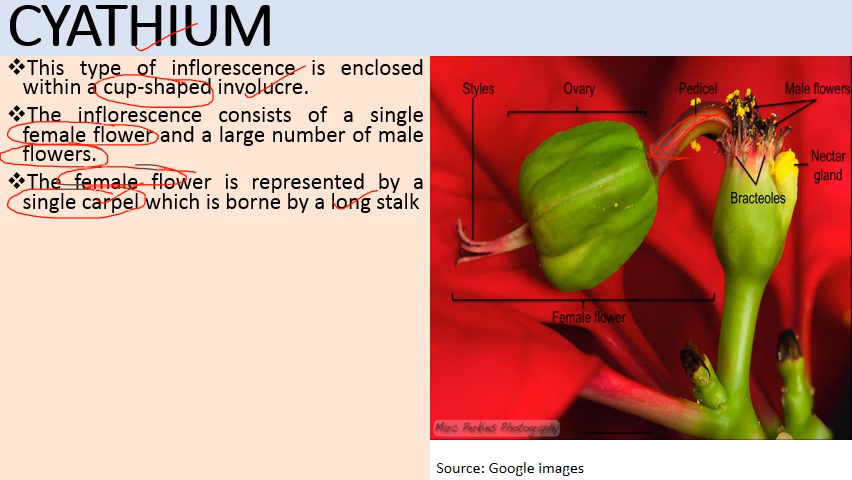 CYATHIUM
❖This type of inflorescence is enclosed
within a cup-shaped involucre.
❖The inflorescence consists of a single
female flower and a large number of male
flowers.
❖The female flower is represented by a
single carpel which is borne by a long stalk
Styles
Ovary
Pedicel
Male flowers
Nectar
gland
Bracteoles
Female flower
Marc Perkins Photography
Source: Google images